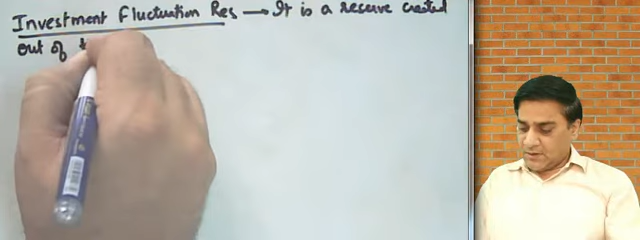 Investment Fluctuation Res → It is a reserve created
out of